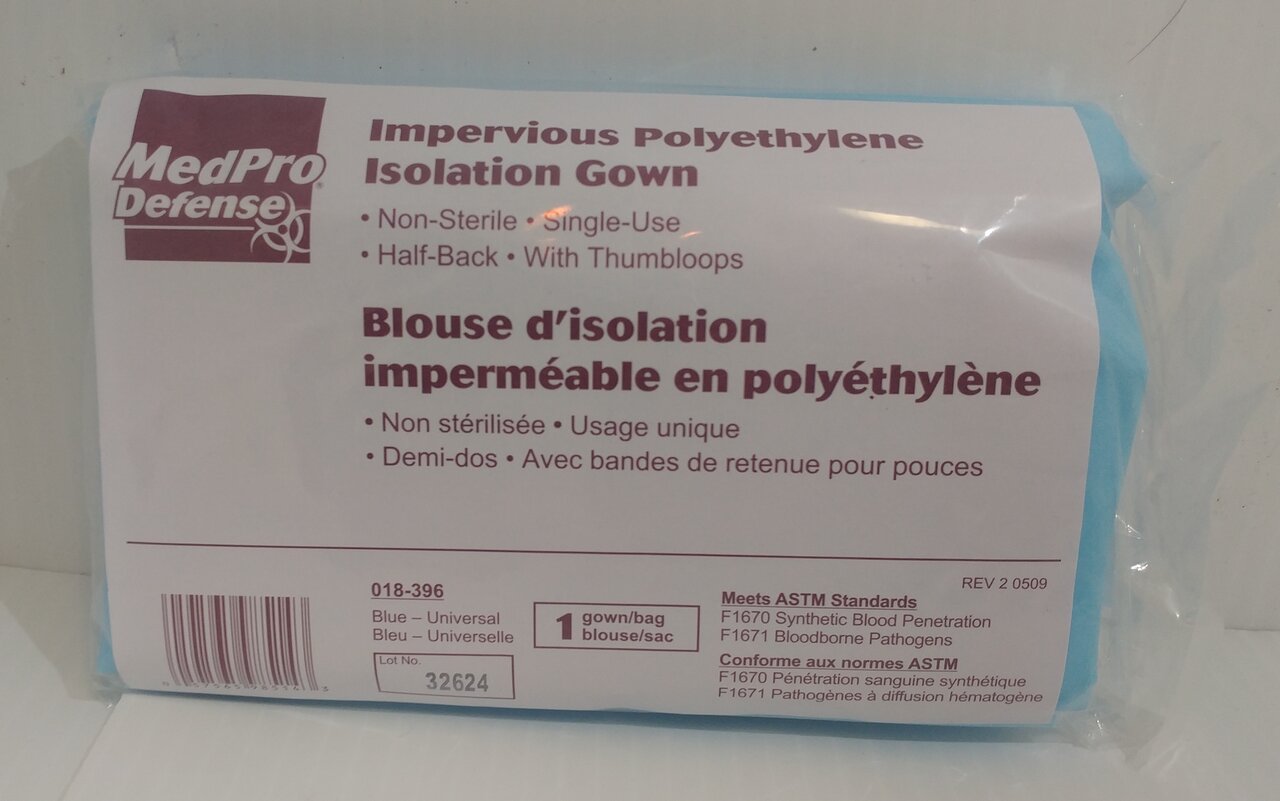 MedPro
Defense
Impervious Polyethylene
Isolation Gown
• Non-Sterile • Single-Use
• Half-Back • With Thumbloops
Blouse d'isolation
imperméable en polyéthylène
• Non stérilisée • Usage unique
• Demi-dos • Avec bandes de retenue pour pouces
REV 2 0509
018-396
Blue – Universal
Bleu – Universelle
Lot No.
32624
1 gown/bag
blouse/sac
Meets ASTM Standards
F1670 Synthetic Blood Penetration
F1671 Bloodborne Pathogens
Conforme aux normes ASTM
F1670 Pénétration sanguine synthétique
F1671 Pathogènes à diffusion hématogène